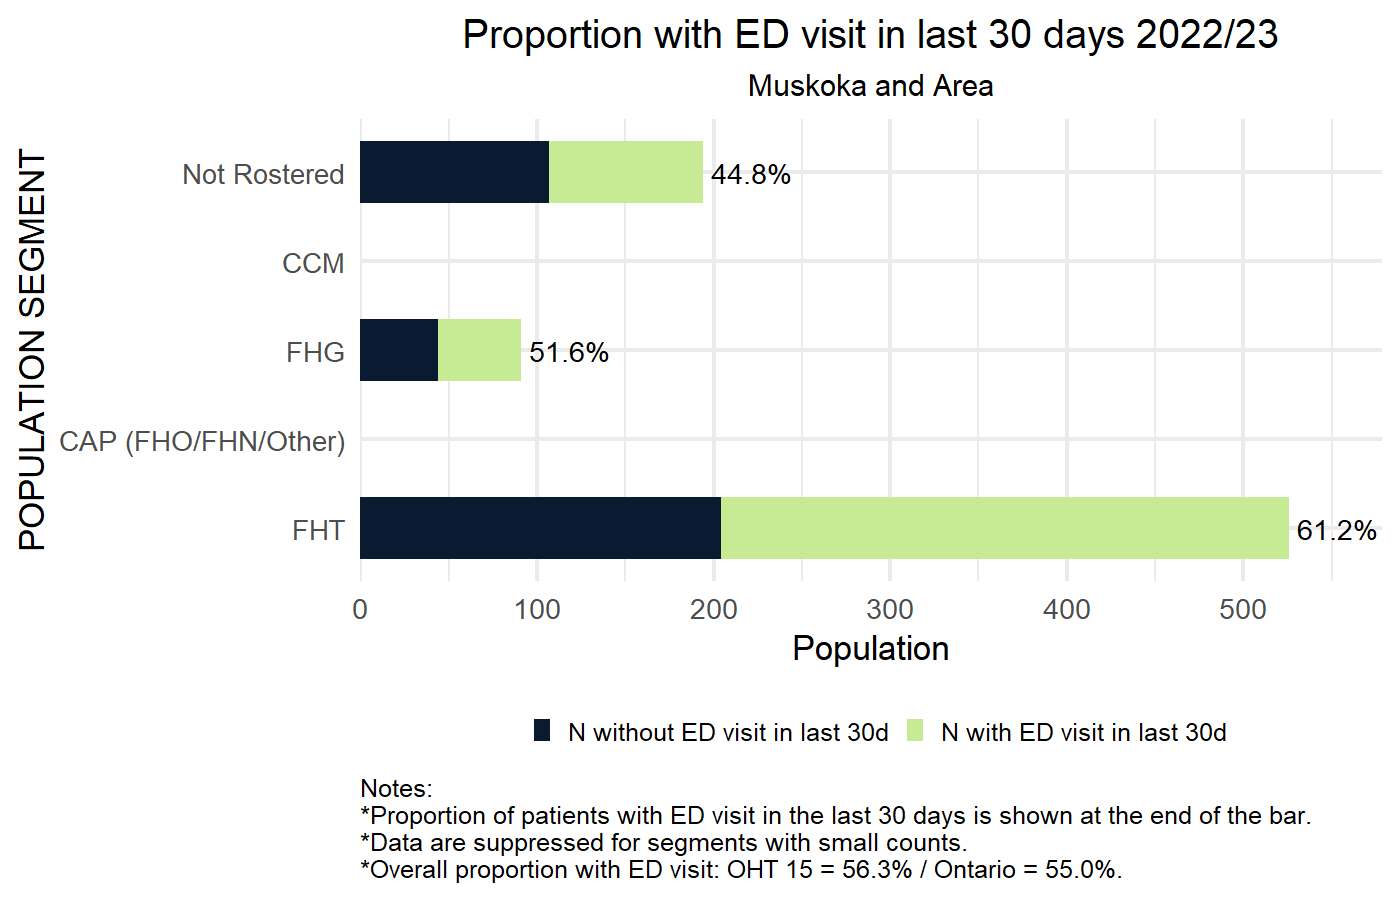 Proportion with ED visit in last 30 days 2022/23
Muskoka and Area
POPULATION SEGMENT
Not Rostered
44.8%
CCM
FHG
51.6%
CAP (FHO/FHN/Other)
FHT
61.2%
0 100 200 300 400 500
Population
N without ED visit in last 30d N with ED visit in last 30d
Notes:
*Proportion of patients with ED visit in the last 30 days is shown at the end of the bar.
*Data are suppressed for segments with small counts.
*Overall proportion with ED visit: OHT 15 = 56.3% / Ontario = 55.0%.